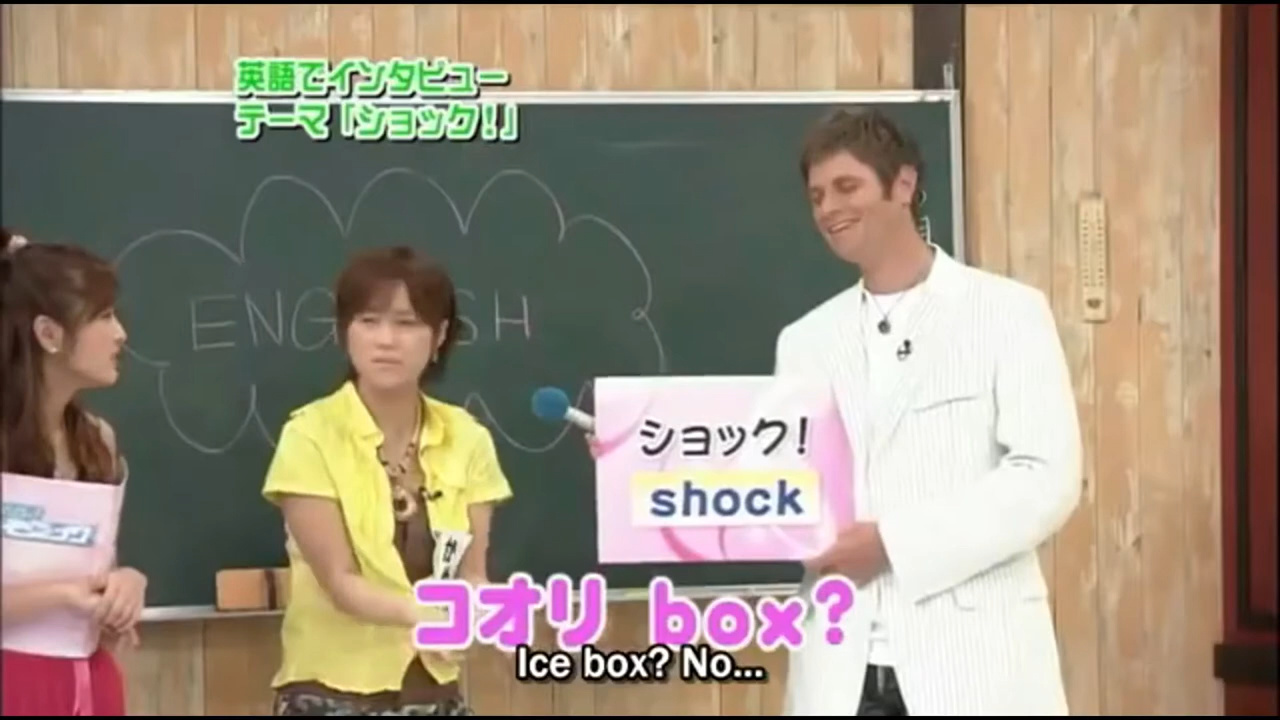 英語でインタビュー
テーマ「ショック!」
ENG SH
ショック!
shock
コオリ box?
Ice box? No...